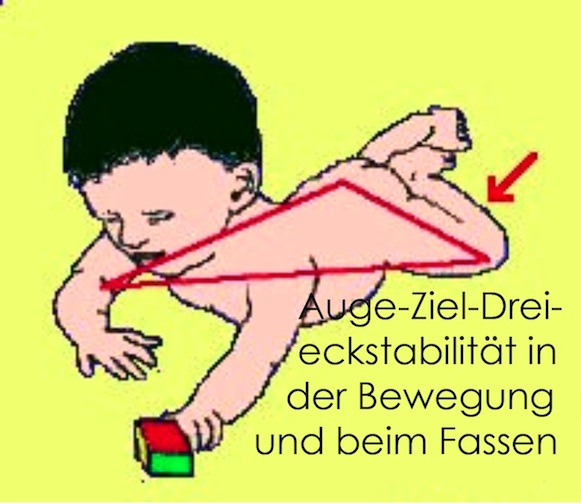 Auge-Ziel-Drei-
eckstabilität in
der Bewegung
und beim Fassen